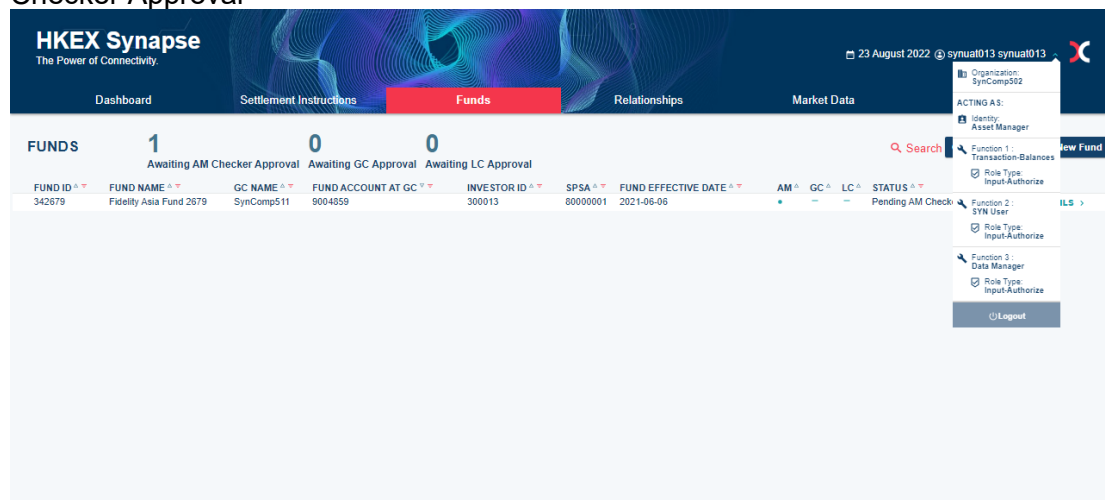 Checker Approval
HKEX Synapse
The Power of Connectivity.
23 August 2022 synuat013 synuat013
Dashboard
Settlement Instructions
Funds
Relationships
Market Data
Organization:
SynComp502
ACTING AS:
Identity:
Asset Manager
Function 1 :
Transaction-Balances
Role Type:
Input-Authorize
Function 2 :
SYN User
Role Type:
Input-Authorize
Function 3 :
Data Manager
Role Type:
Input-Authorize
Logout
FUNDS
1
Awaiting AM Checker Approval
0
Awaiting GC Approval
0
Awaiting LC Approval
Search
New Fund
FUND ID FUND NAME GC NAME FUND ACCOUNT AT GC INVESTOR ID SPSA FUND EFFECTIVE DATE AM GC LC STATUS
342679 Fidelity Asia Fund 2679 SynComp511 9004859 300013 80000001 2021-06-06 Pending AM Check